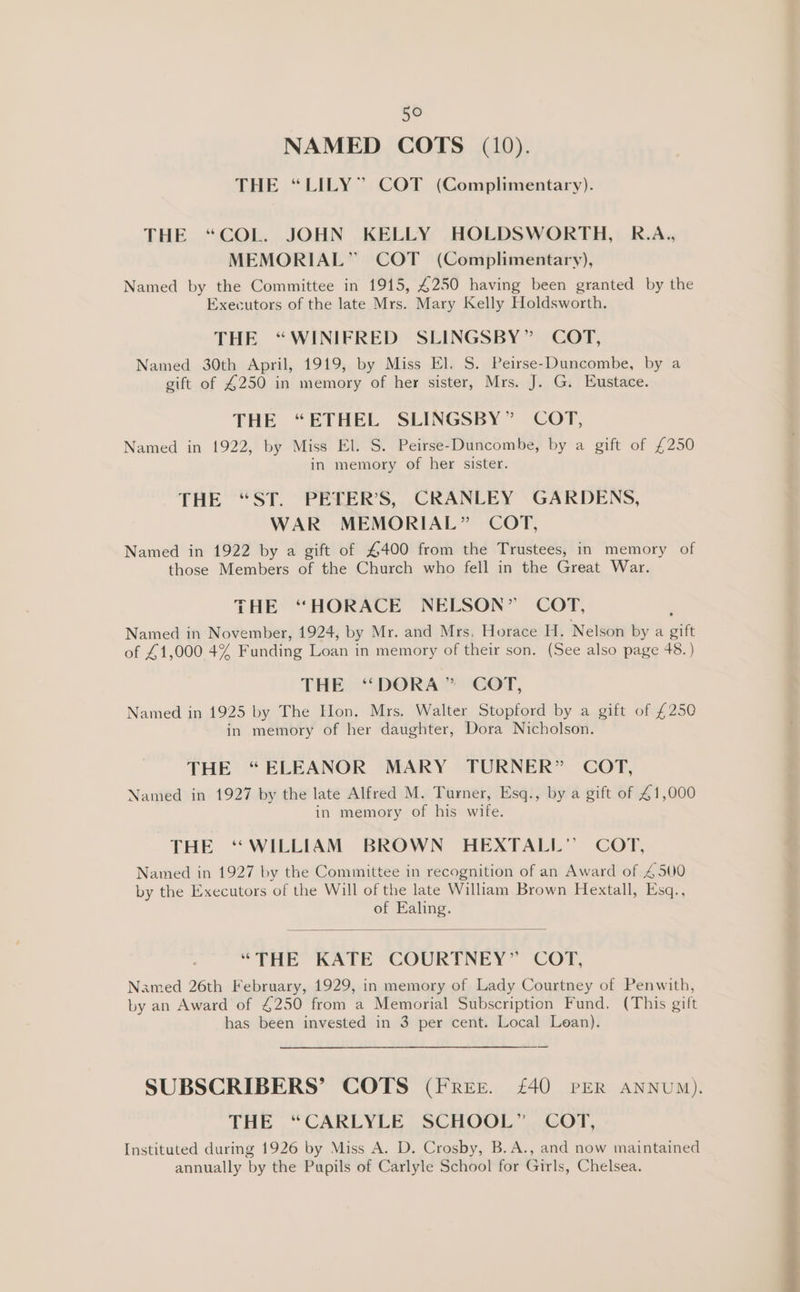 50
NAMED COTS (10).
THE “LILY” COT (Complimentary).
THE “COL. JOHN KELLY HOLDSWORTH, R.A.,
MEMORIAL” COT (Complimentary),
Named by the Committee in 1915, £250 having been granted by the
Executors of the late Mrs. Mary Kelly Holdsworth.
THE “WINIFRED SLINGSBY” COT,
Named 30th April, 1919, by Miss El. S. Peirse-Duncombe, by a
gift of £250 in memory of her sister, Mrs. J. G. Eustace.
THE “ETHEL SLINGSBY” COT,
Named in 1922, by Miss El. S. Peirse-Duncombe, by a gift of £250
in memory of her sister.
THE “ST. PETER’S, CRANLEY GARDENS,
WAR MEMORIAL” COT,
Named in 1922 by a gift of £400 from the Trustees, in memory of
those Members of the Church who fell in the Great War.
THE “HORACE NELSON” COT,
Named in November, 1924, by Mr. and Mrs. Horace H. Nelson by a gift
of £1,000 4% Funding Loan in memory of their son. (See also page 48.)
THE “DORA” COT,
Named in 1925 by The Hon. Mrs. Walter Stopford by a gift of £250
in memory of her daughter, Dora Nicholson.
THE “ELEANOR MARY TURNER” COT,
Named in 1927 by the late Alfred M. Turner, Esq., by a gift of £1,000
in memory of his wife.
THE “WILLIAM BROWN HEXTALL” COT,
Named in 1927 by the Committee in recognition of an Award of £500
by the Executors of the Will of the late William Brown Hextall, Esq.,
of Ealing.
“THE KATE COURTNEY” COT,
Named 26th February, 1929, in memory of Lady Courtney of Penwith,
by an Award of £250 from a Memorial Subscription Fund. (This gift
has been invested in 3 per cent. Local Loan).
SUBSCRIBERS’ COTS (FREE. £40 PER ANNUM).
THE “CARLYLE SCHOOL” COT,
Instituted during 1926 by Miss A. D. Crosby, B.A., and now maintained
annually by the Pupils of Carlyle School for Girls, Chelsea.